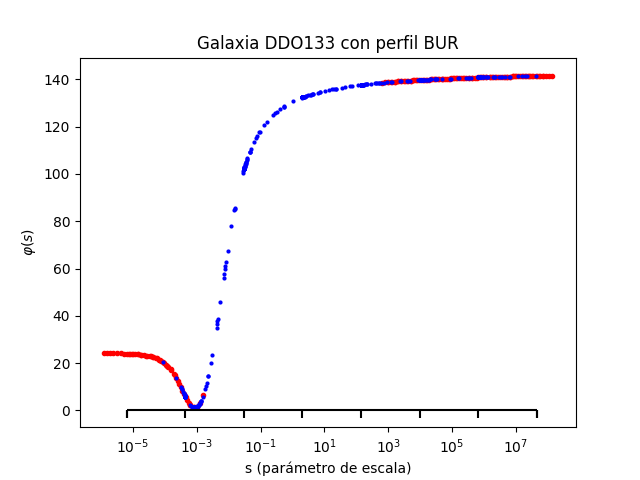 Galaxia DDO133 con perfil BUR
φ(s)
140
120
100
80
60
40
20
0
10⁻⁵ 10⁻³ 10⁻¹ 10¹ 10³ 10⁵ 10⁷
s (parámetro de escala)